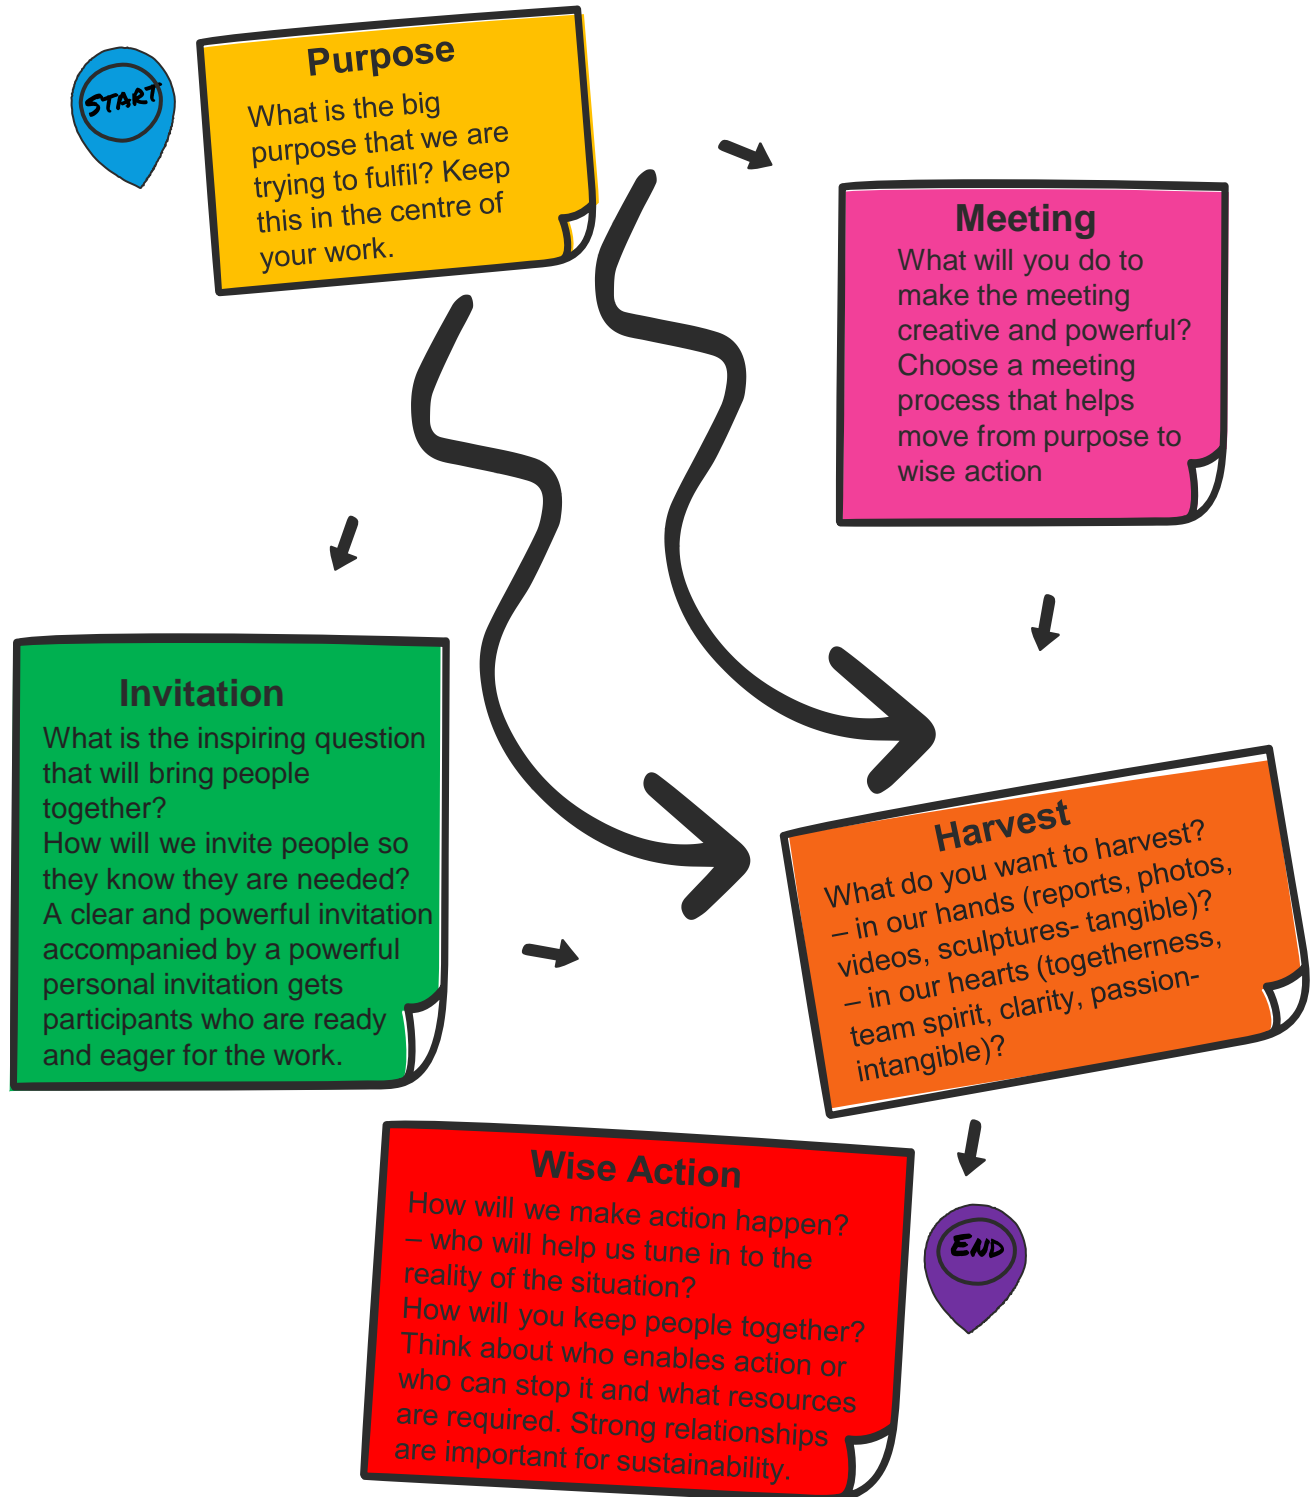 START
Purpose
What is the big
purpose that we are
trying to fulfil? Keep
this in the centre of
your work.
Meeting
What will you do to
make the meeting
creative and powerful?
Choose a meeting
process that helps
move from purpose to
wise action
Invitation
What is the inspiring question
that will bring people
together?
How will we invite people so
they know they are needed?
A clear and powerful invitation
accompanied by a powerful
personal invitation gets
participants who are ready
and eager for the work.
Harvest
What do you want to harvest?
– in our hands (reports, photos,
videos, sculptures- tangible)?
– in our hearts (togetherness,
team spirit, clarity, passion-
intangible)?
Wise Action
How will we make action happen?
– who will help us tune in to the
reality of the situation?
How will you keep people together?
Think about who enables action or
who can stop it and what resources
are required. Strong relationships
are important for sustainability.
END